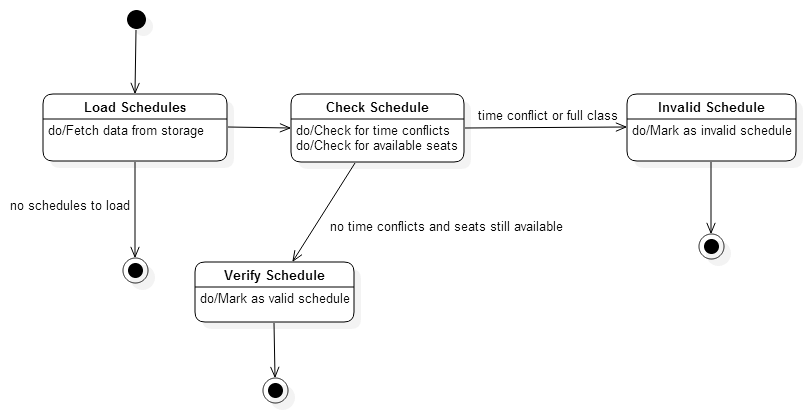 Load Schedules
do/Fetch data from storage
Check Schedule
do/Check for time conflicts
do/Check for available seats
time conflict or full class
Invalid Schedule
do/Mark as invalid schedule
no schedules to load
no time conflicts and seats still available
Verify Schedule
do/Mark as valid schedule